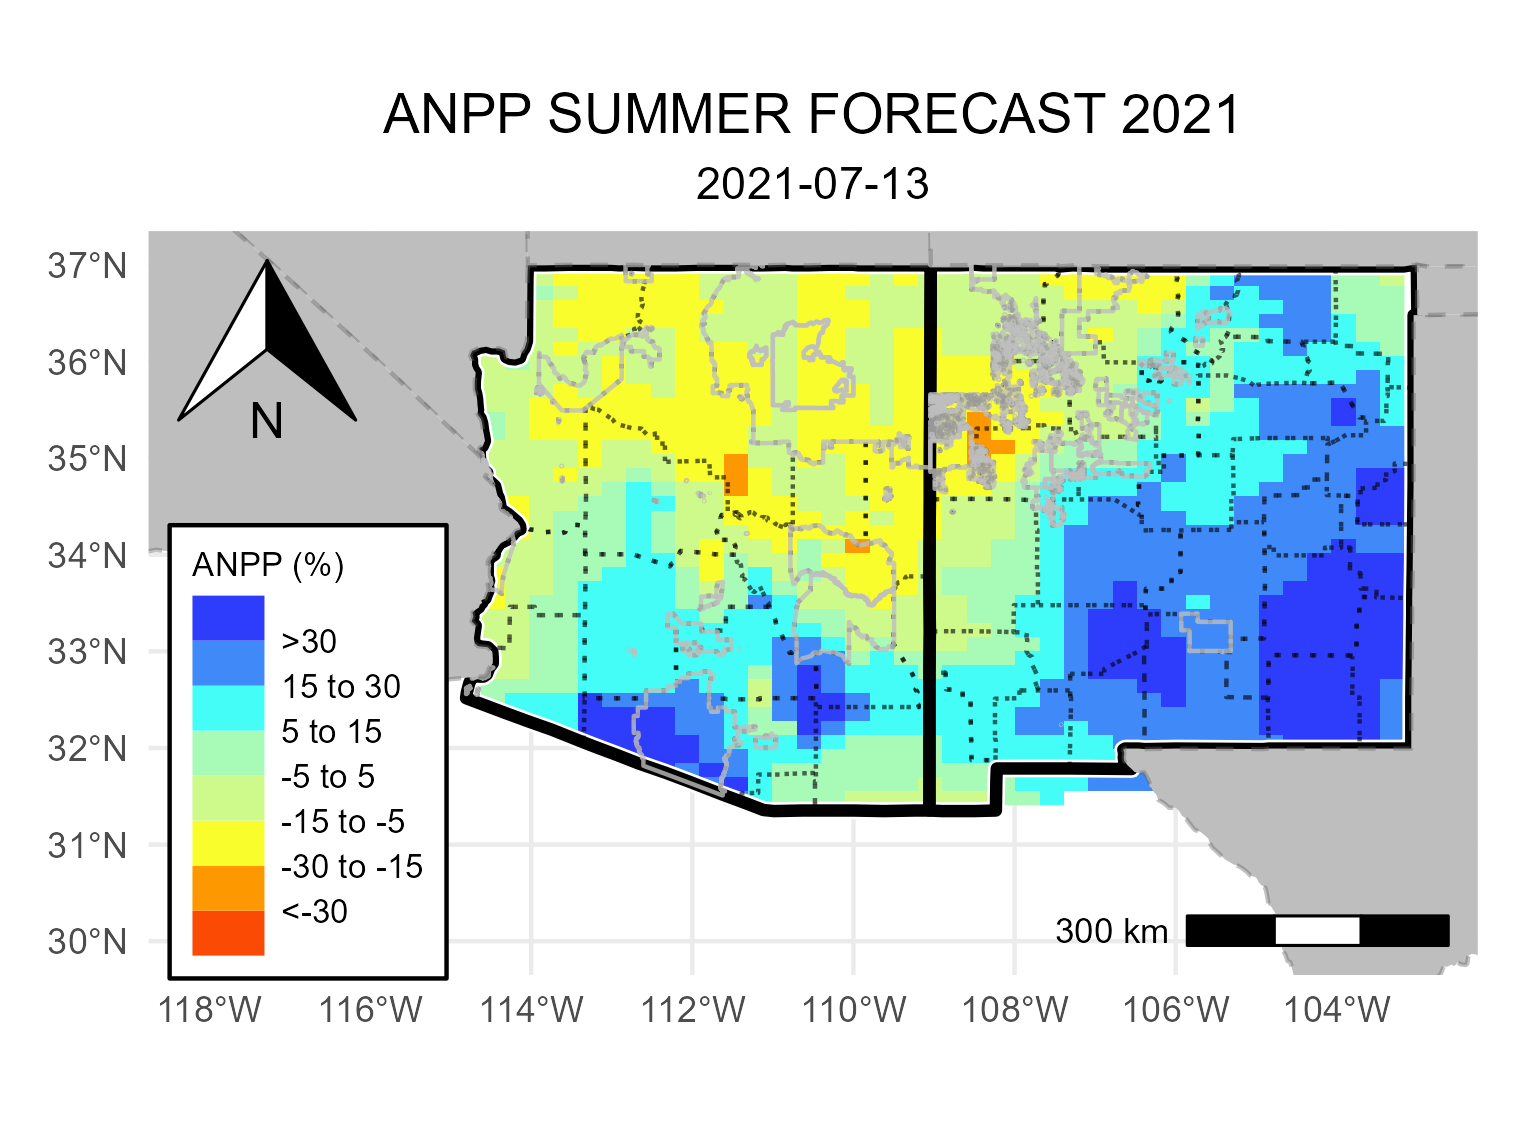 ANPP SUMMER FORECAST 2021
2021-07-13
37°N
36°N
35°N
34°N
33°N
32°N
31°N
30°N
N
ANPP (%)
>30
15 to 30
5 to 15
-5 to 5
-15 to -5
-30 to -15
<-30
300 km
118°W 116°W 114°W 112°W 110°W 108°W 106°W 104°W